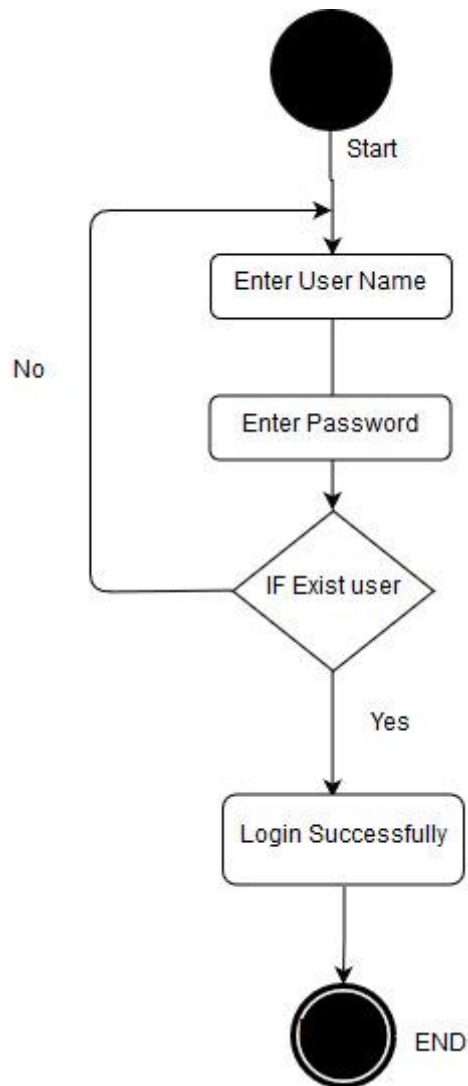 Start
Enter User Name
No
Enter Password
IF Exist user
Yes
Login Successfully
END